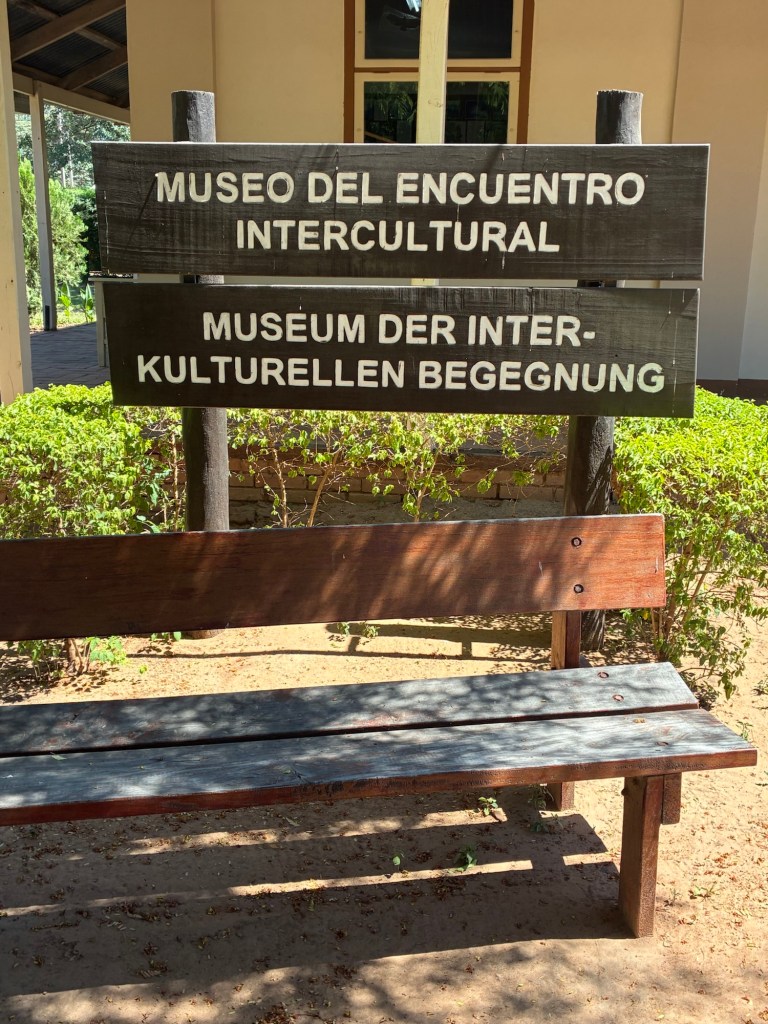 MUSEO DEL ENCUENTRO
INTERCULTURAL
MUSEUM DER INTER-
KULTURELLEN BEGEGNUNG